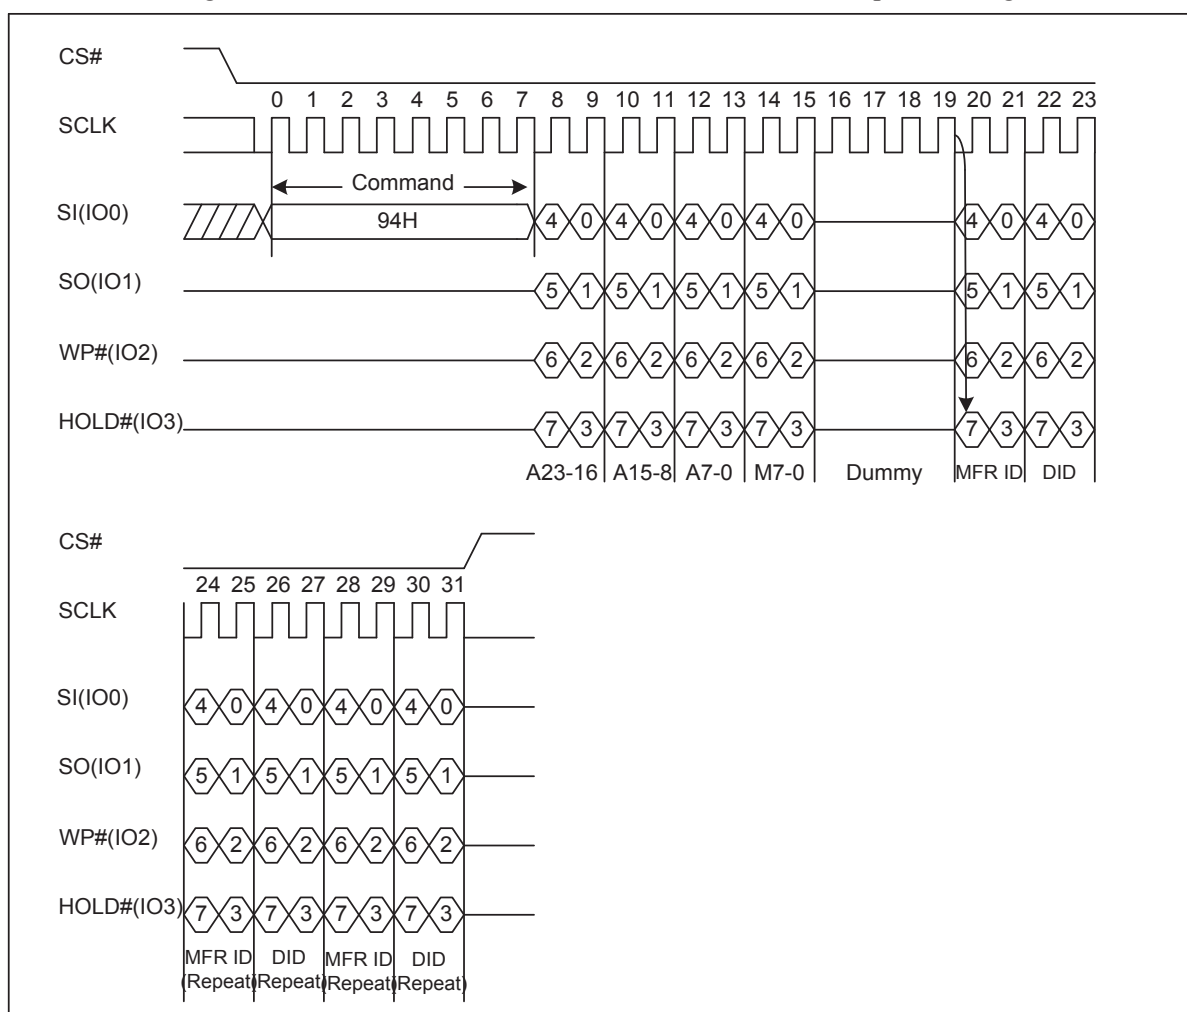 CS#
0 1 2 3 4 5 6 7 8 9 10 11 12 13 14 15 16 17 18 19 20 21 22 23
SCLK
Command
SI(IO0) 94H 4 0 4 0 4 0 4 0 4 0 4 0
SO(IO1) 5 1 5 1 5 1 5 1 5 1 5 1
WP#(IO2) 6 2 6 2 6 2 6 2 6 2 6 2
HOLD#(IO3) 7 3 7 3 7 3 7 3 7 3 7 3
A23-16 A15-8 A7-0 M7-0 Dummy MFR ID DID
CS#
24 25 26 27 28 29 30 31
SCLK
SI(IO0) 4 0 4 0 4 0 4 0
SO(IO1) 5 1 5 1 5 1 5 1
WP#(IO2) 6 2 6 2 6 2 6 2
HOLD#(IO3) 7 3 7 3 7 3 7 3
MFR ID DID MFR ID DID
(Repeat) (Repeat) (Repeat) (Repeat)